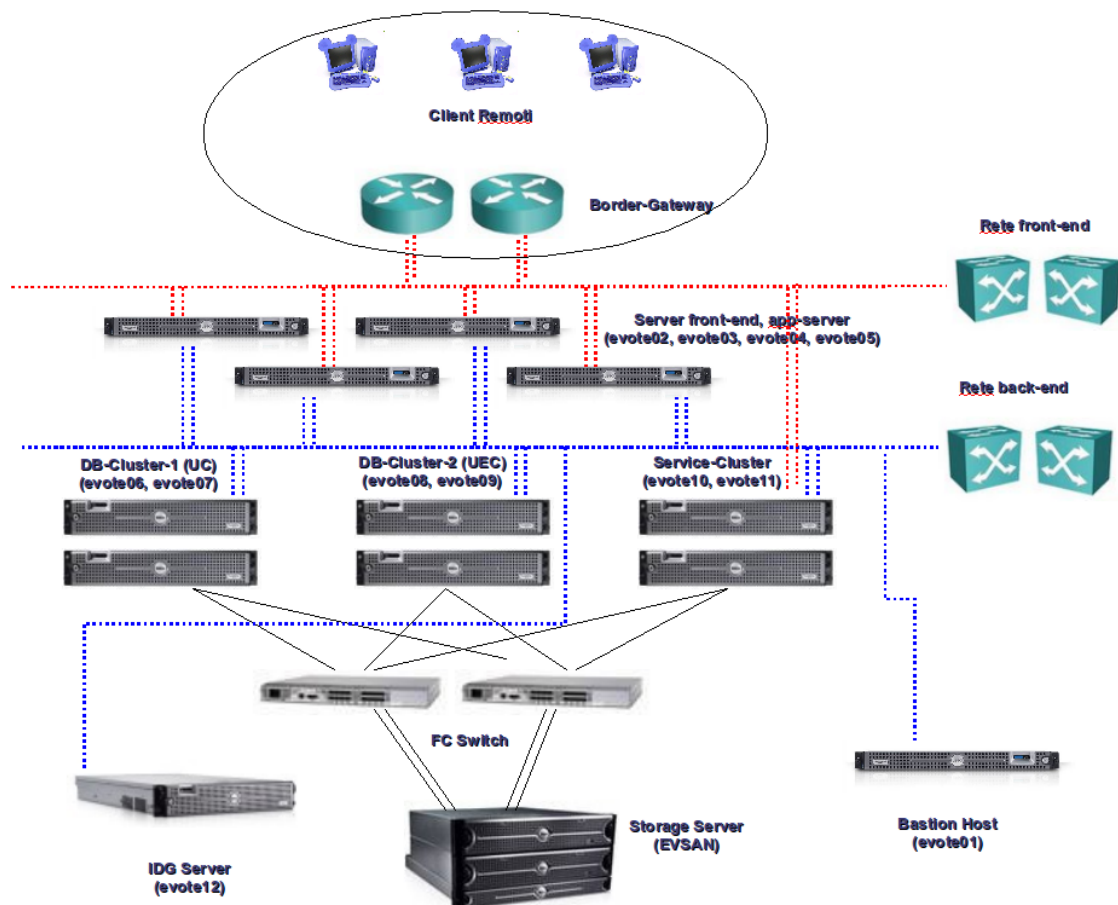 Client Remoti
Border-Gateway
Rete front-end
Server front-end, app-server
(evote02, evote03, evote04, evote05)
Rete back-end
DB-Cluster-1 (UC)
(evote06, evote07)
DB-Cluster-2 (UEC)
(evote08, evote09)
Service-Cluster
(evote10, evote11)
FC Switch
Storage Server
(EVSAN)
Bastion Host
(evote01)
IDG Server
(evote12)